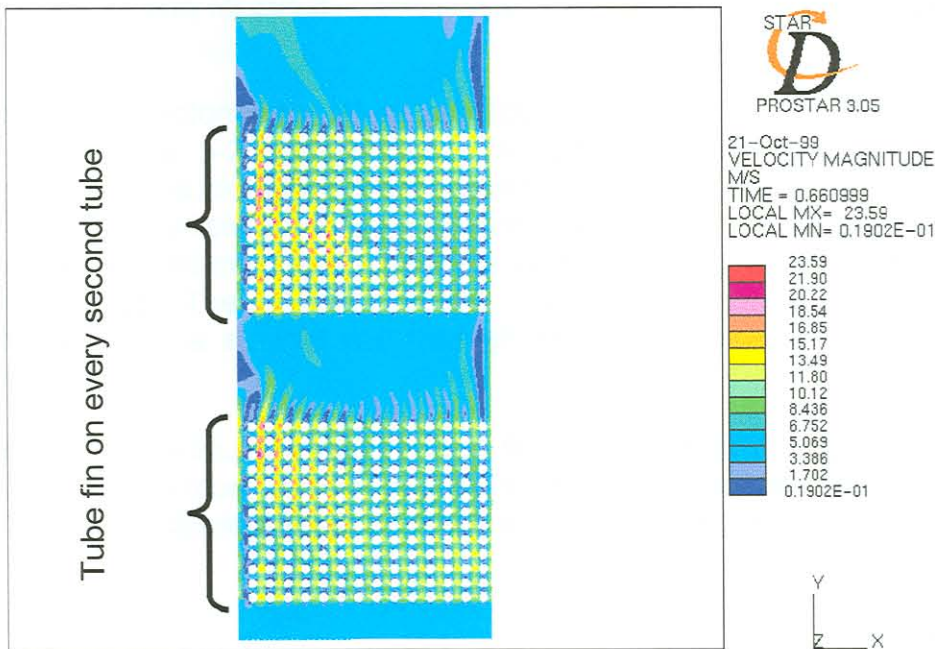 Tube fin on every second tube
STAR
D
PROSTAR 3.05
21-Oct-99
VELOCITY MAGNITUDE
M/S
TIME = 0.660999
LOCAL MX= 23.59
LOCAL MN= 0.1902E-01
23.59
21.90
20.22
18.54
16.85
15.17
13.49
11.80
10.12
8.436
6.752
5.069
3.386
1.702
0.1902E-01
Y
Z
X